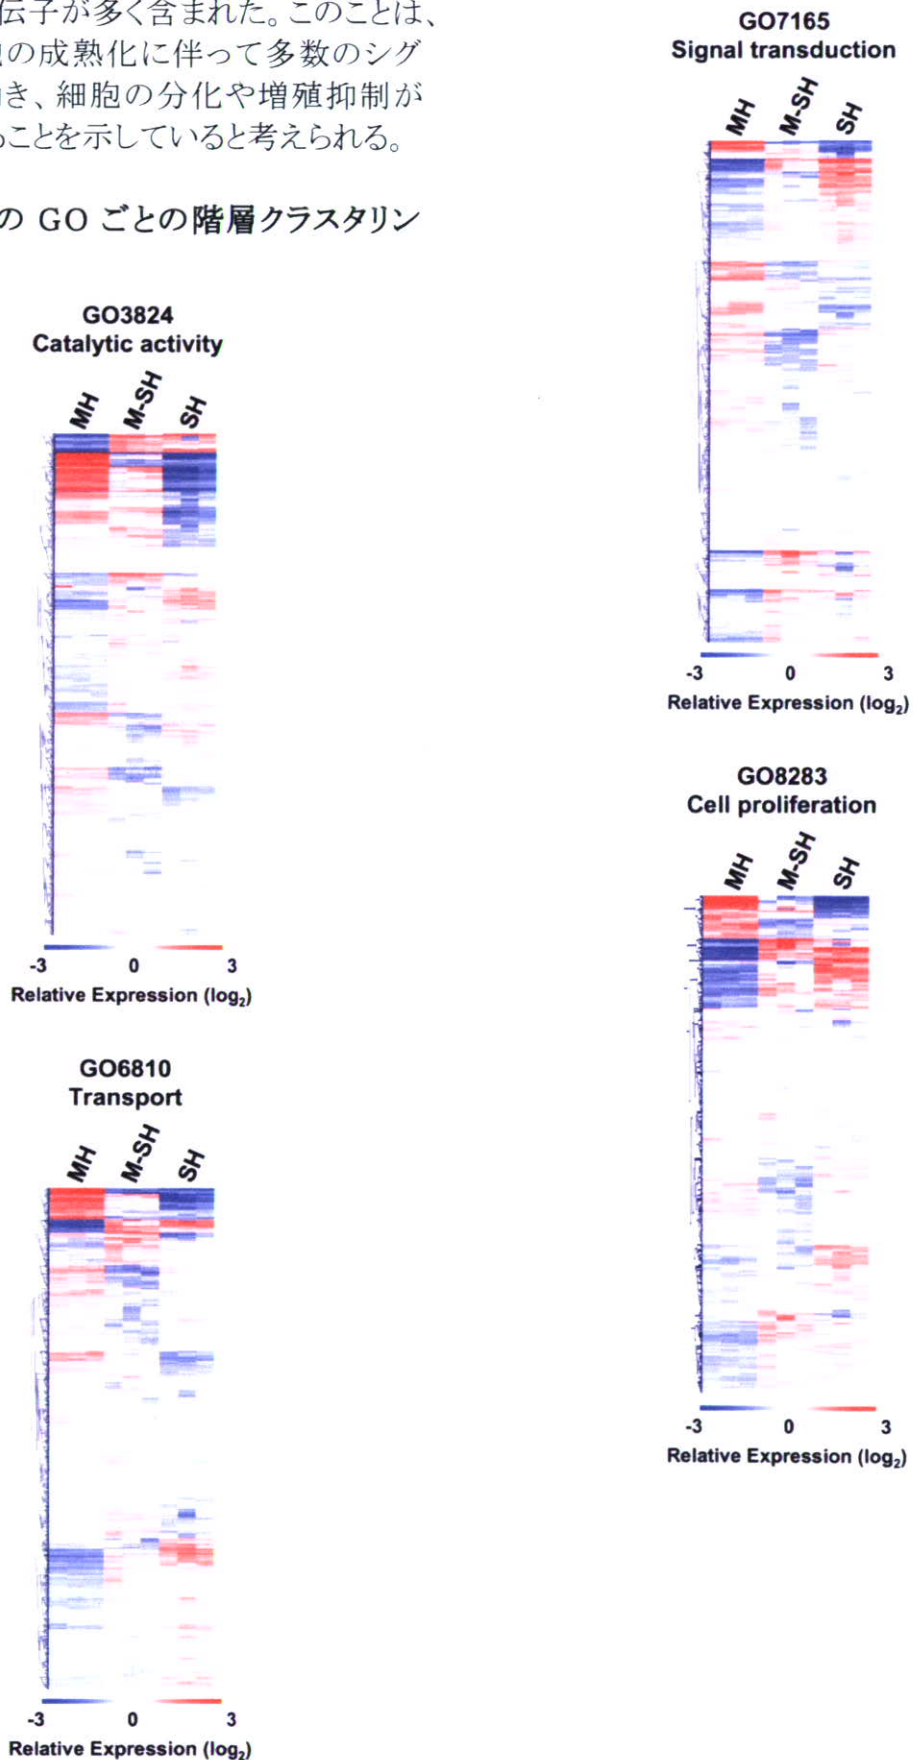 伝子が多く含まれた。このことは、
の成熟化に伴って多数のシグ
き、細胞の分化や増殖抑制が
ことを示していると考えられる。
の GO ごとの階層クラスタリン
GO3824
Catalytic activity
MH M-SH SH
-3 0 3
Relative Expression (log₂)
GO6810
Transport
MH M-SH SH
-3 0 3
Relative Expression (log₂)
GO7165
Signal transduction
MH M-SH SH
-3 0 3
Relative Expression (log₂)
GO8283
Cell proliferation
MH M-SH SH
-3 0 3
Relative Expression (log₂)